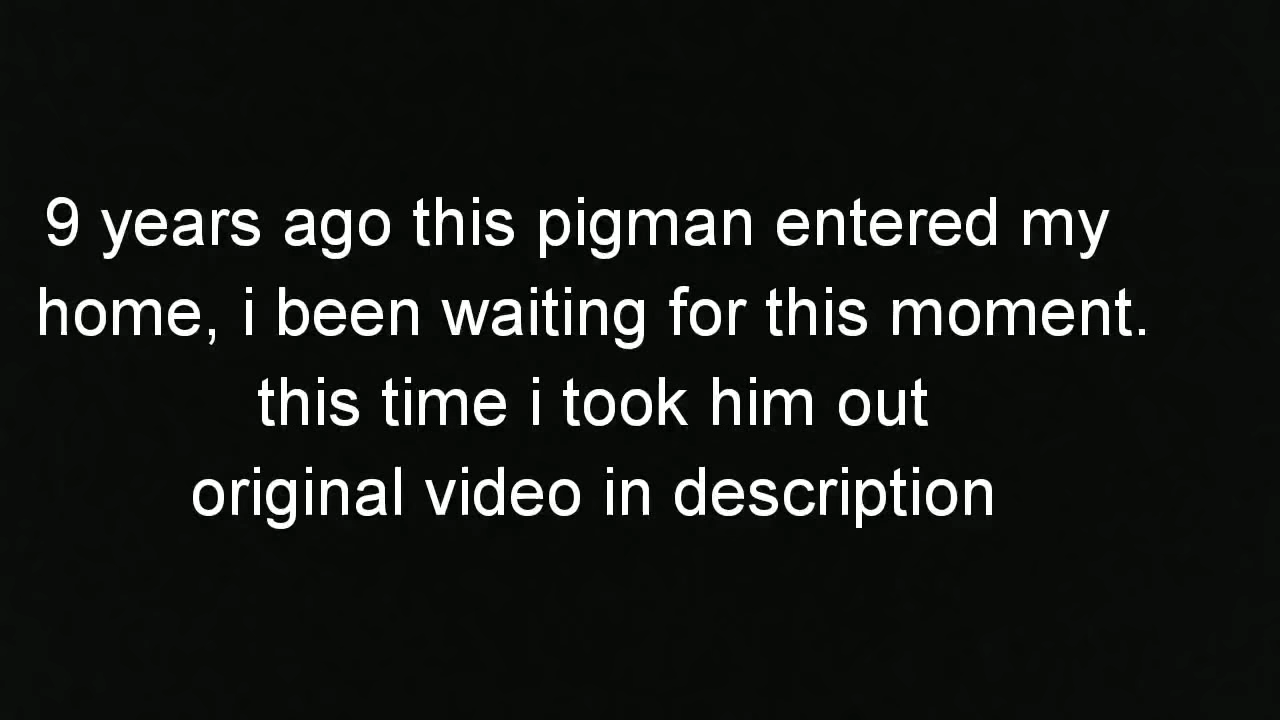 9 years ago this pigman entered my
home, i been waiting for this moment.
this time i took him out
original video in description